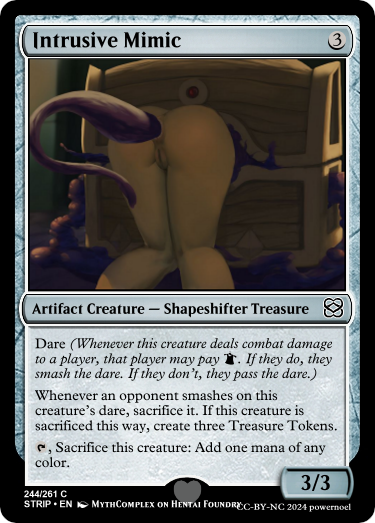 Intrusive Mimic
3
Artifact Creature — Shapeshifter Treasure
Dare (Whenever this creature deals combat damage
to a player, that player may pay . If they do, they
smash the dare. If they don't, they pass the dare.)
Whenever an opponent smashes on this
creature's dare, sacrifice it. If this creature is
sacrificed this way, create three Treasure Tokens.
, Sacrifice this creature: Add one mana of any
color.
3/3
244/261 C
STRIP • EN MythComplex on Hentai Foundry
CC-BY-NC 2024 powernoel